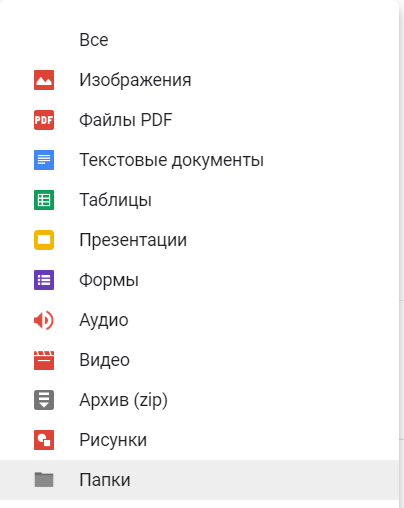 Все
Изображения
PDF Файлы PDF
Текстовые документы
Таблицы
Презентации
Формы
Аудио
Видео
Архив (zip)
Рисунки
Папки